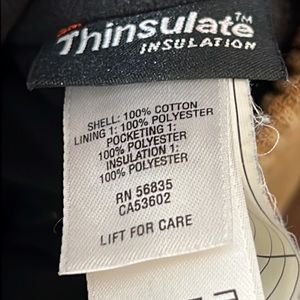 3M
Thinsulate™
INSULATION
SHELL: 100% COTTON
LINING 1: 100% POLYESTER
POCKETING 1:
100% POLYESTER
INSULATION 1:
100% POLYESTER
RN 56835
CA53602
LIFT FOR CARE